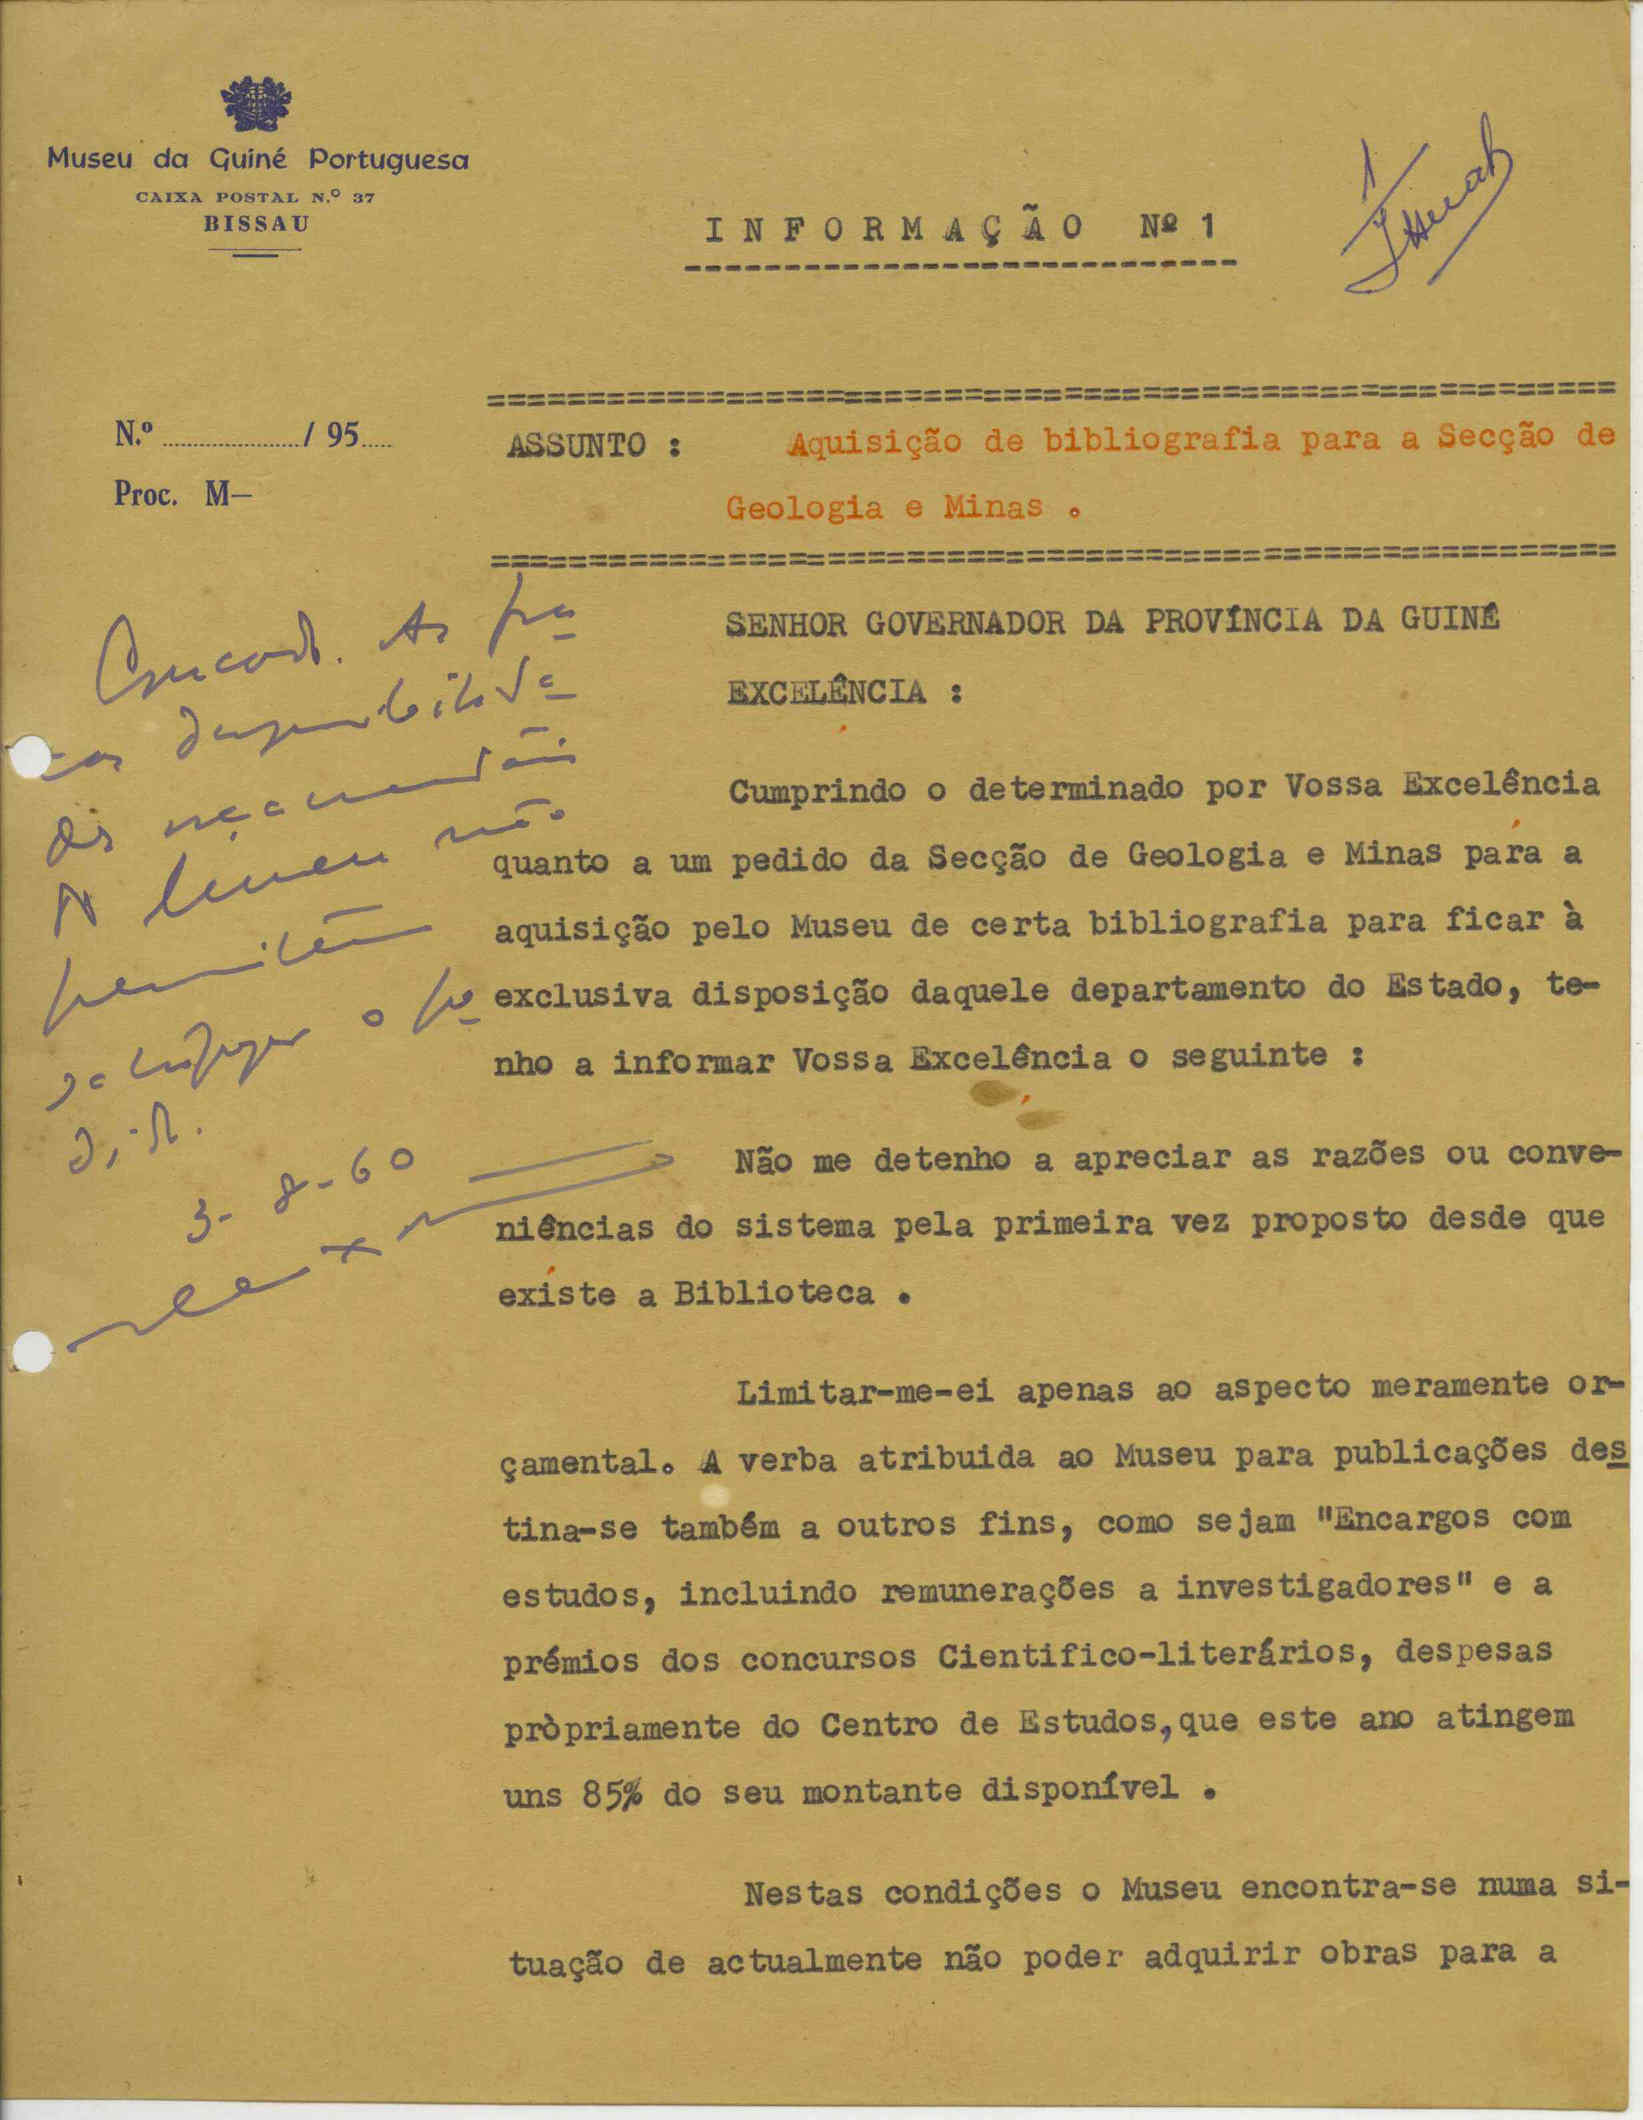 Museu da Guiné Portuguesa
CAIXA POSTAL N.º 37
BISSAU
INFORMAÇÃO Nº 1
1
N.º ........ / 95....
Proc. M—
ASSUNTO : Aquisição de bibliografia para a Secção de
Geologia e Minas .
SENHOR GOVERNADOR DA PROVÍNCIA DA GUINÉ
EXCELÊNCIA :
Cumprindo o determinado por Vossa Excelência
quanto a um pedido da Secção de Geologia e Minas para a
aquisição pelo Museu de certa bibliografia para ficar à
exclusiva disposição daquele departamento do Estado, te-
nho a informar Vossa Excelência o seguinte :
Não me detenho a apreciar as razões ou conve-
niências do sistema pela primeira vez proposto desde que
existe a Biblioteca .
Limitar-me-ei apenas ao aspecto meramente or-
çamental. A verba atribuida ao Museu para publicações des
tina-se também a outros fins, como sejam "Encargos com
estudos, incluindo remunerações a investigadores" e a
prémios dos concursos Cientifico-literários, despesas
pròpriamente do Centro de Estudos, que este ano atingem
uns 85% do seu montante disponível .
Nestas condições o Museu encontra-se numa si-
tuação de actualmente não poder adquirir obras para a
As
disponibilida
não
permitem
o pe
3-8-60